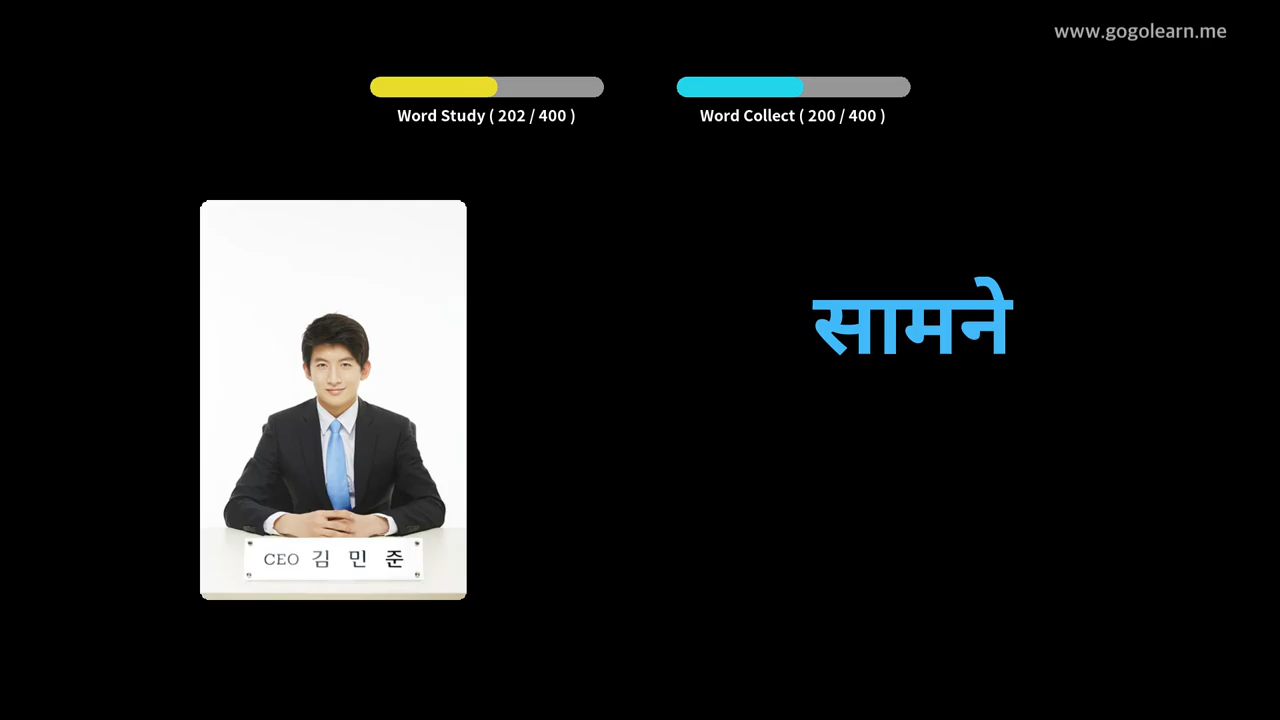 www.gogolearn.me
Word Study ( 202 / 400 )
Word Collect ( 200 / 400 )
सामने
CEO 김 민 준